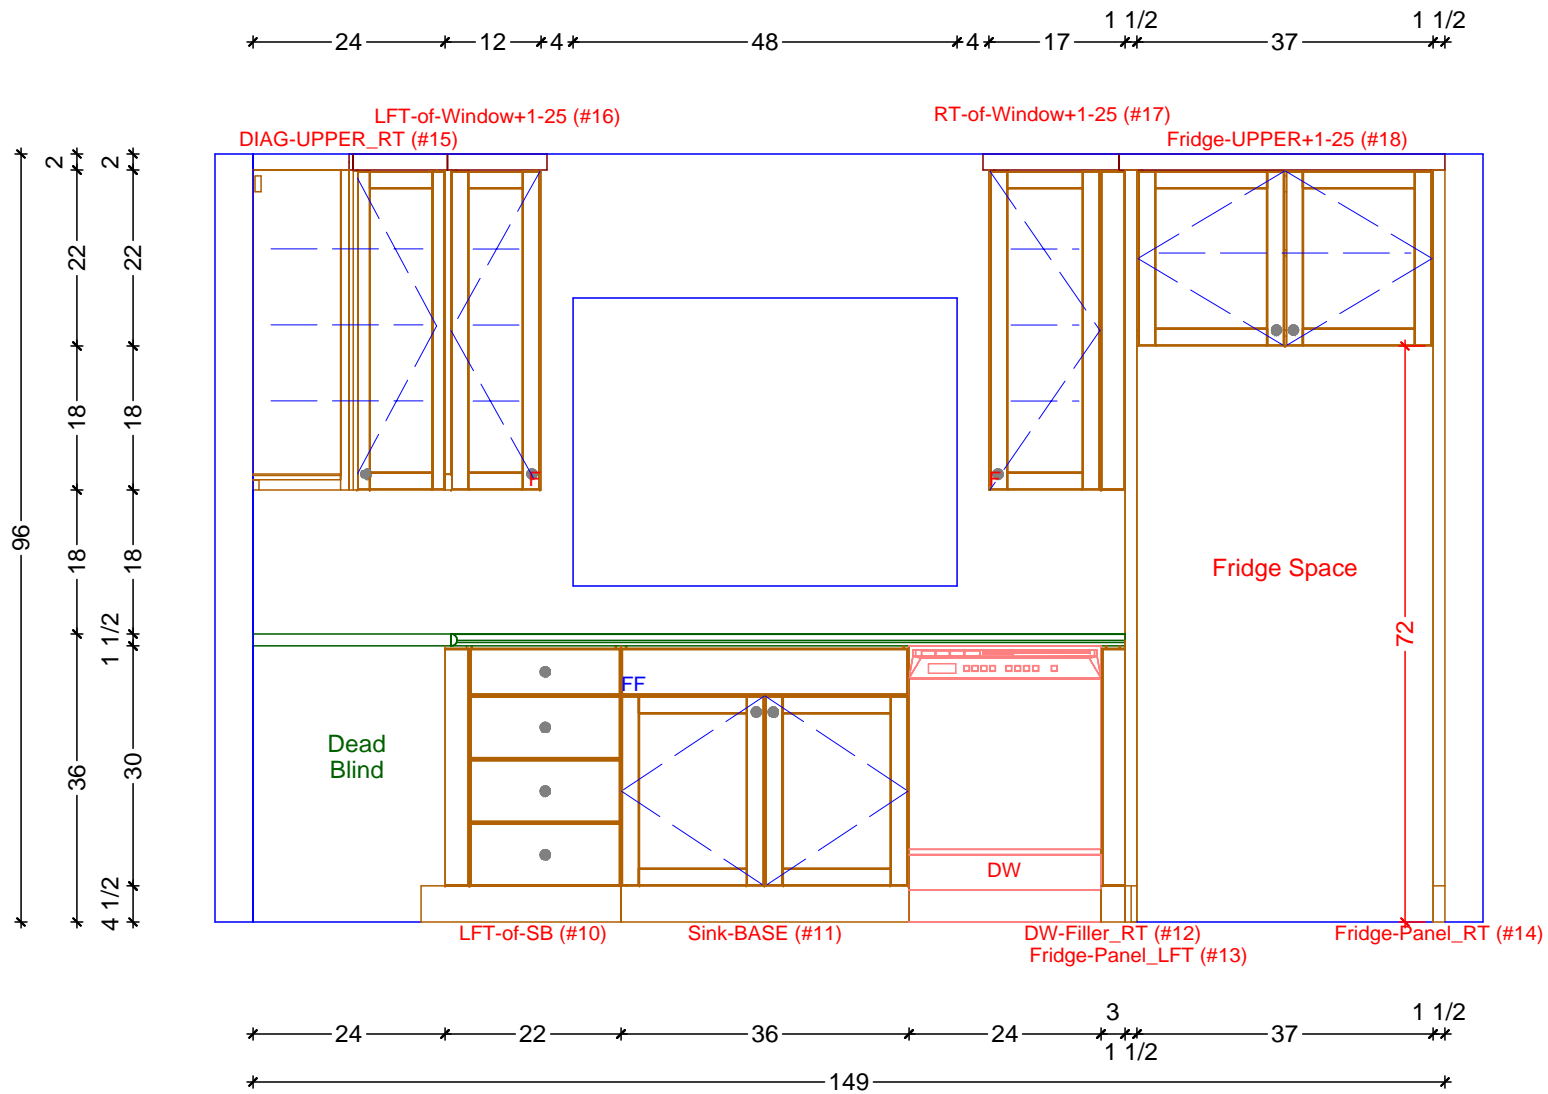 1 1/2 1 1/2
24 12 4 48 4 17 37
LFT-of-Window+1-25 (#16) RT-of-Window+1-25 (#17)
DIAG-UPPER_RT (#15) Fridge-UPPER+1-25 (#18)
2 2
22 22
18 18
F F
96 18 18
Fridge Space
1 1/2
72
FF
Dead
Blind
36 30
DW
4 1/2
LFT-of-SB (#10) Sink-BASE (#11) DW-Filler_RT (#12) Fridge-Panel_RT (#14)
Fridge-Panel_LFT (#13)
3 1 1/2
24 22 36 24 37
1 1/2
149